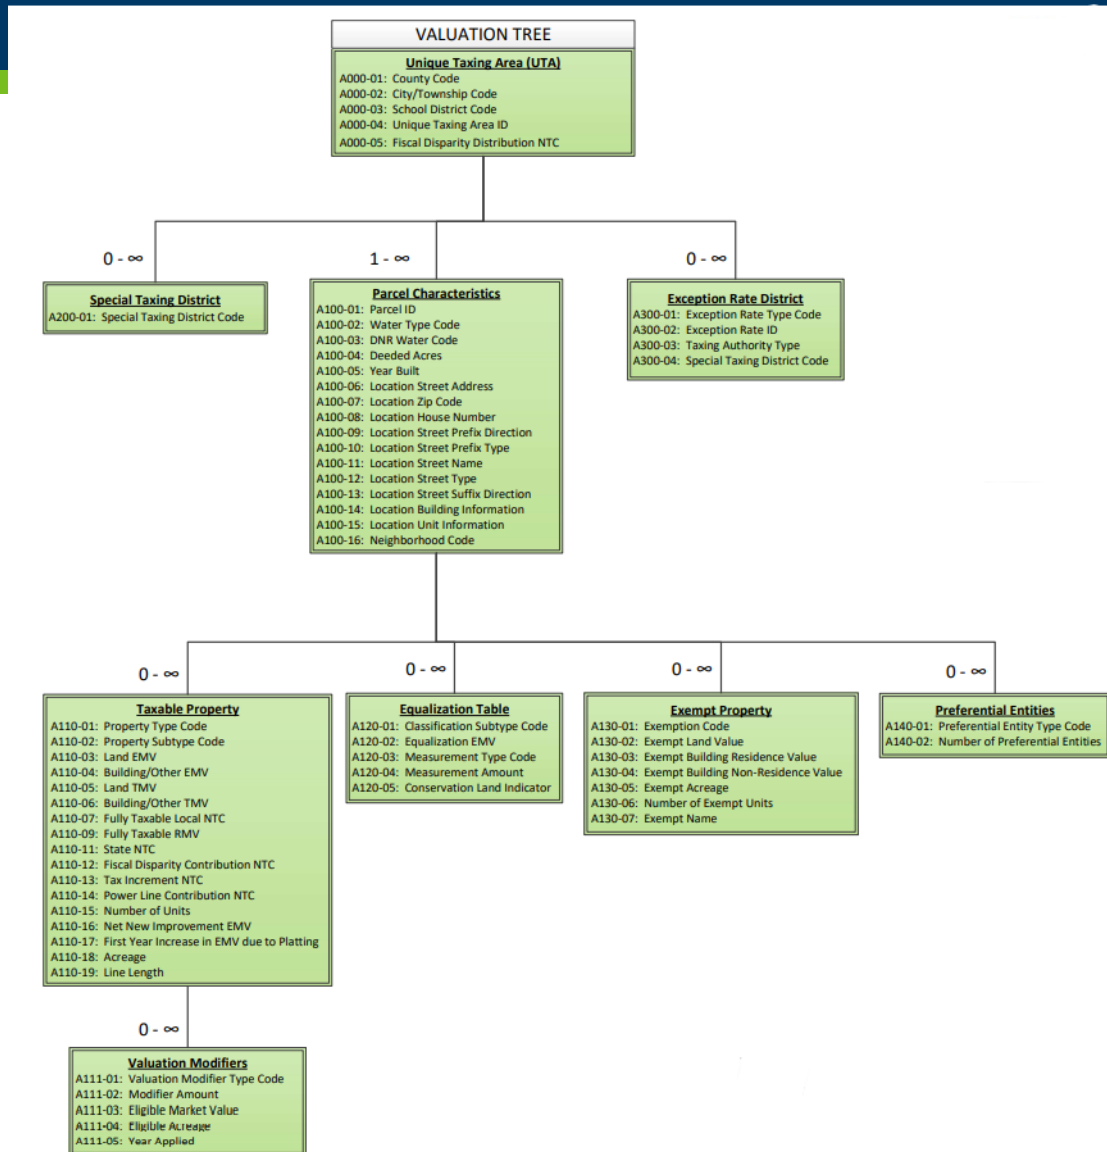 VALUATION TREE
Unique Taxing Area (UTA)
A000-01: County Code
A000-02: City/Township Code
A000-03: School District Code
A000-04: Unique Taxing Area ID
A000-05: Fiscal Disparity Distribution NTC
0 - ∞
1 - ∞
0 - ∞
Special Taxing District
A200-01: Special Taxing District Code
Parcel Characteristics
A100-01: Parcel ID
A100-02: Water Type Code
A100-03: DNR Water Code
A100-04: Deeded Acres
A100-05: Year Built
A100-06: Location Street Address
A100-07: Location Zip Code
A100-08: Location House Number
A100-09: Location Street Prefix Direction
A100-10: Location Street Prefix Type
A100-11: Location Street Name
A100-12: Location Street Type
A100-13: Location Street Suffix Direction
A100-14: Location Building Information
A100-15: Location Unit Information
A100-16: Neighborhood Code
Exception Rate District
A300-01: Exception Rate Type Code
A300-02: Exception Rate ID
A300-03: Taxing Authority Type
A300-04: Special Taxing District Code
0 - ∞
0 - ∞
0 - ∞
0 - ∞
Taxable Property
A110-01: Property Type Code
A110-02: Property Subtype Code
A110-03: Land EMV
A110-04: Building/Other EMV
A110-05: Land TMV
A110-06: Building/Other TMV
A110-07: Fully Taxable Local NTC
A110-09: Fully Taxable RMV
A110-11: State NTC
A110-12: Fiscal Disparity Contribution NTC
A110-13: Tax Increment NTC
A110-14: Power Line Contribution NTC
A110-15: Number of Units
A110-16: Net New Improvement EMV
A110-17: First Year Increase in EMV due to Platting
A110-18: Acreage
A110-19: Line Length
Equalization Table
A120-01: Classification Subtype Code
A120-02: Equalization EMV
A120-03: Measurement Type Code
A120-04: Measurement Amount
A120-05: Conservation Land Indicator
Exempt Property
A130-01: Exemption Code
A130-02: Exempt Land Value
A130-03: Exempt Building Residence Value
A130-04: Exempt Building Non-Residence Value
A130-05: Exempt Acreage
A130-06: Number of Exempt Units
A130-07: Exempt Name
Preferential Entities
A140-01: Preferential Entity Type Code
A140-02: Number of Preferential Entities
0 - ∞
Valuation Modifiers
A111-01: Valuation Modifier Type Code
A111-02: Modifier Amount
A111-03: Eligible Market Value
A111-04: Eligible Acreage
A111-05: Year Applied